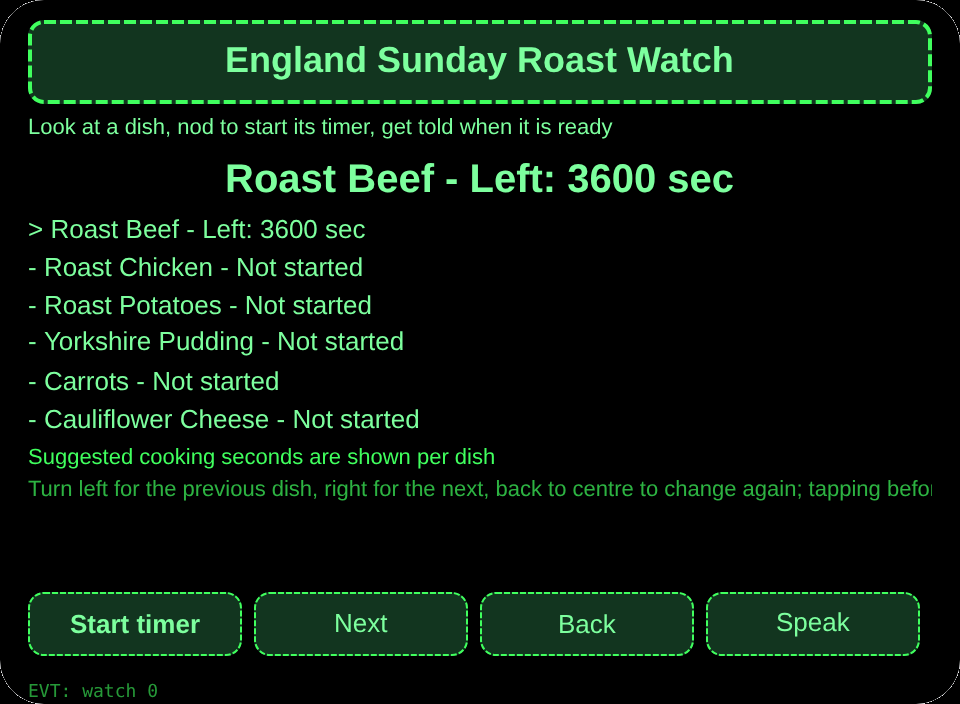 England Sunday Roast Watch
Look at a dish, nod to start its timer, get told when it is ready
Roast Beef - Left: 3600 sec
> Roast Beef - Left: 3600 sec
- Roast Chicken - Not started
- Roast Potatoes - Not started
- Yorkshire Pudding - Not started
- Carrots - Not started
- Cauliflower Cheese - Not started
Suggested cooking seconds are shown per dish
Turn left for the previous dish, right for the next, back to centre to change again; tapping
Start timer
Next
Back
Speak
EVT: watch 0